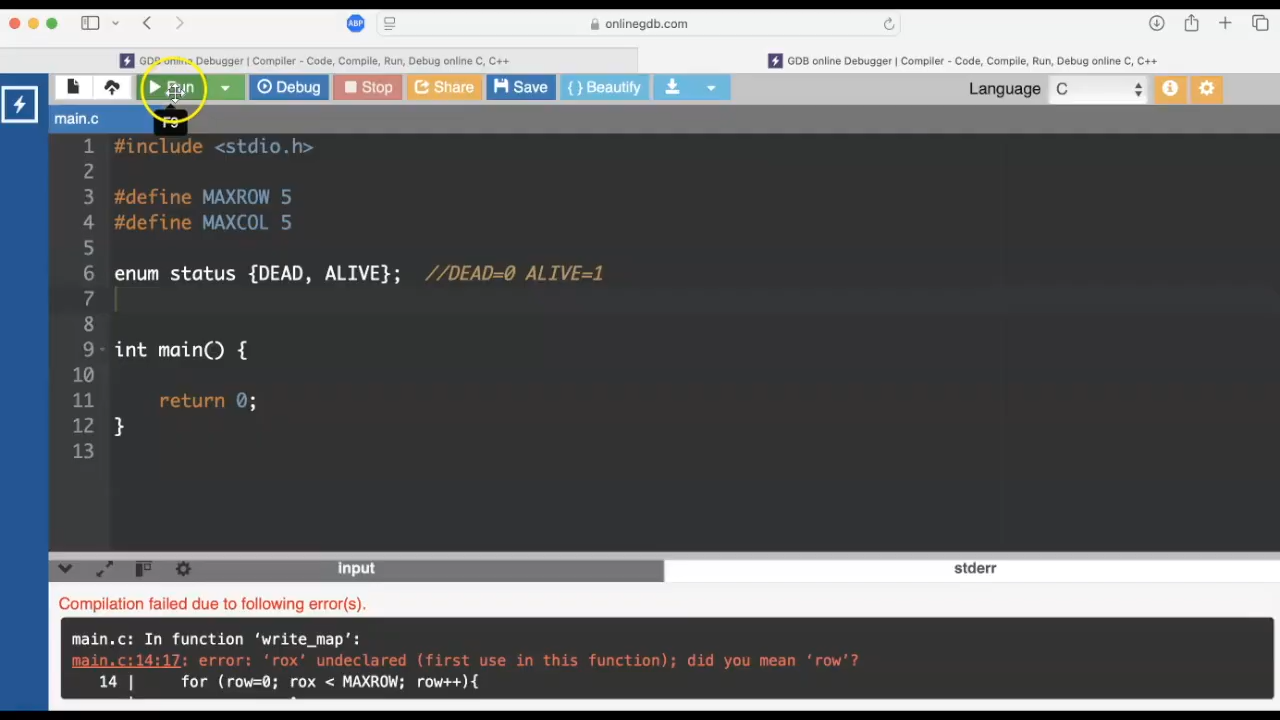 ABP
onlinegdb.com
GDB online Debugger | Compiler - Code, Compile, Run, Debug online C, C++
GDB online Debugger | Compiler - Code, Compile, Run, Debug online C, C++
Run
Debug
Stop
Share
Save
{ } Beautify
Language C
F9
main.c
1 #include <stdio.h>
2
3 #define MAXROW 5
4 #define MAXCOL 5
5
6 enum status {DEAD, ALIVE};  //DEAD=0 ALIVE=1
7
8
9 int main() {
10
11     return 0;
12 }
13
input
stderr
Compilation failed due to following error(s).
main.c: In function ‘write_map’:
main.c:14:17: error: ‘rox’ undeclared (first use in this function); did you mean ‘row’?
14 |     for (row=0; rox < MAXROW; row++){